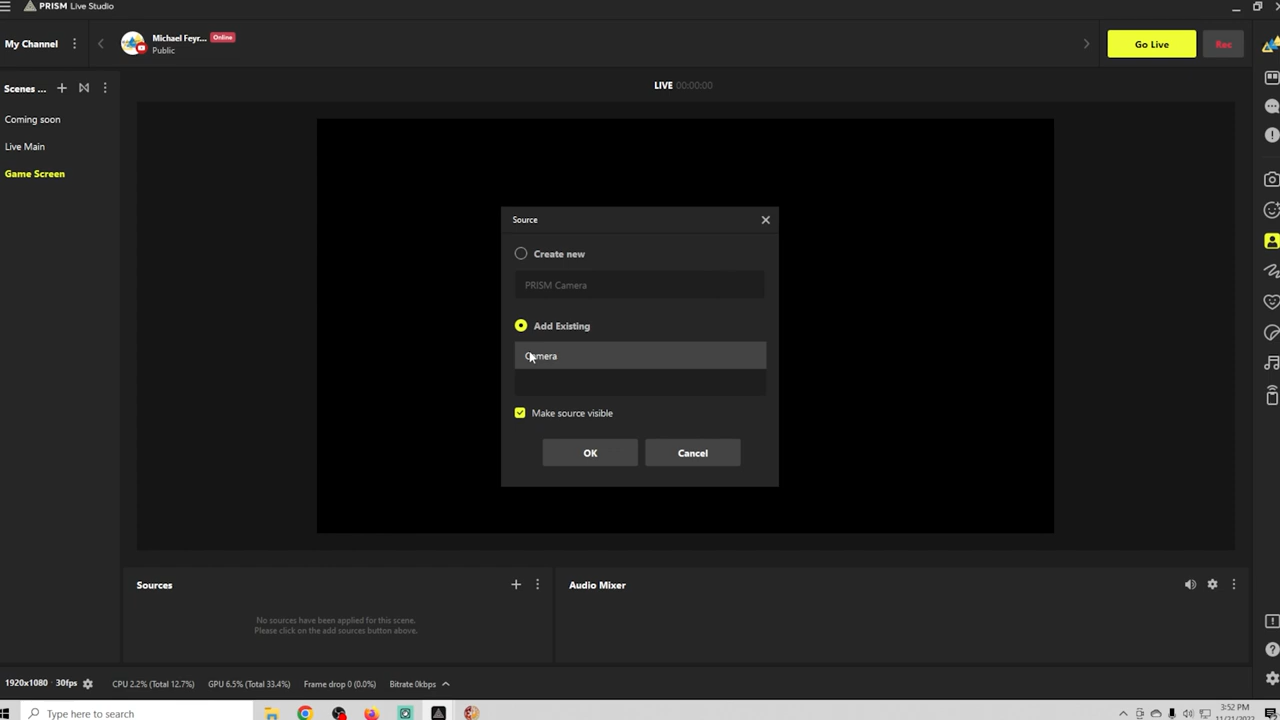 PRISM Live Studio
My Channel
Michael Feyr...
Online
Public
Go Live
Rec
Scenes ...
LIVE 00:00:00
Coming soon
Live Main
Game Screen
Source
Create new
PRISM Camera
Add Existing
Camera
Make source visible
OK
Cancel
Sources
Audio Mixer
No sources have been applied for this scene.
Please click on the add sources button above.
1920x1080 30fps
CPU 2.2% (Total 12.7%)
GPU 6.5% (Total 33.4%)
Frame drop 0 (0.0%)
Bitrate 0kbps
Type here to search
3:52 PM